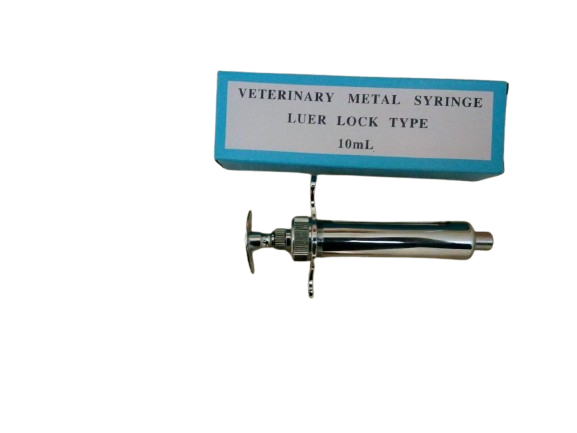 VETERINARY METAL SYRINGE
LUER LOCK TYPE
10mL